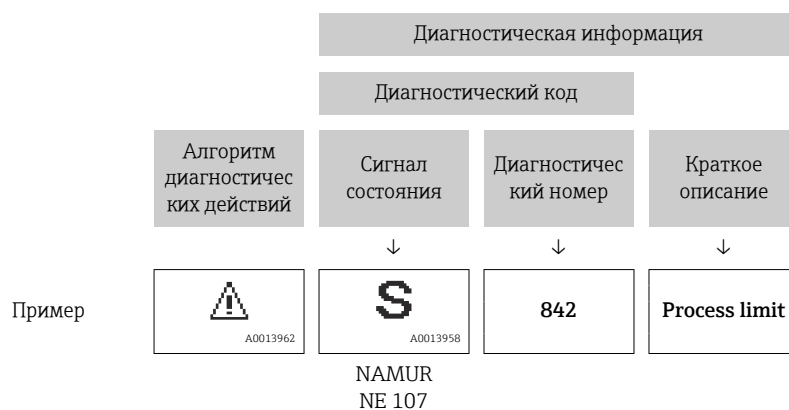 Диагностическая информация
Диагностический код
Алгоритм
диагностичес
ких действий
Сигнал
состояния
Диагностичес
кий номер
Краткое
описание
↓ ↓ ↓
Пример
A0013962
S
A0013958
842
Process limit
NAMUR
NE 107